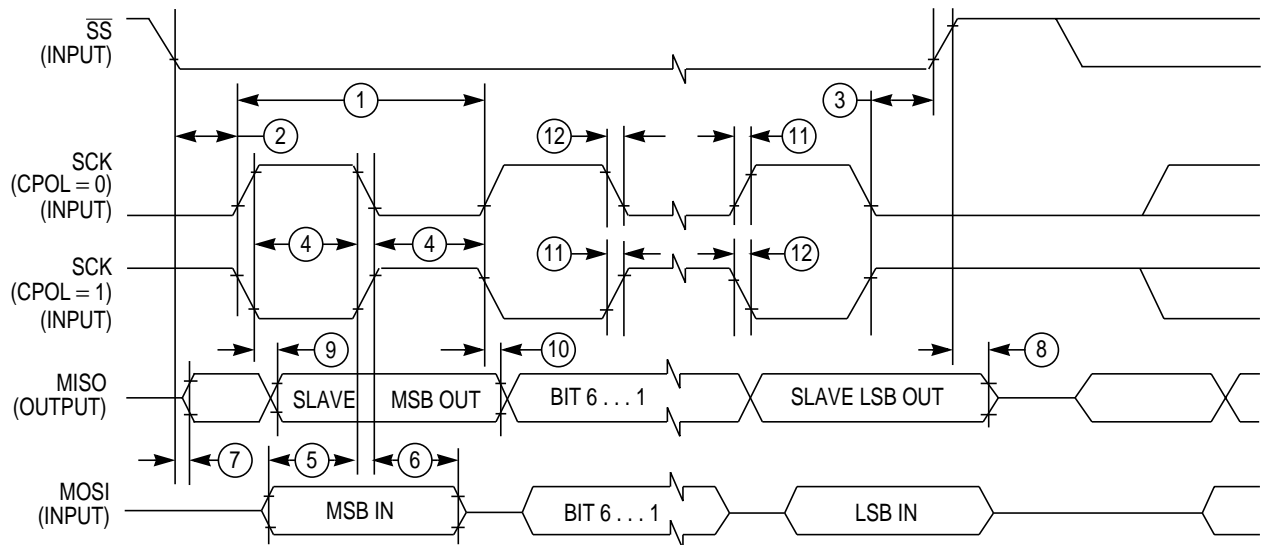 SS
(INPUT)
1
3
2
12
11
SCK
(CPOL = 0)
(INPUT)
4
4
11
12
SCK
(CPOL = 1)
(INPUT)
9
10
8
MISO
(OUTPUT)
SLAVE
MSB OUT
BIT 6 . . . 1
SLAVE LSB OUT
7
5
6
MOSI
(INPUT)
MSB IN
BIT 6 . . . 1
LSB IN